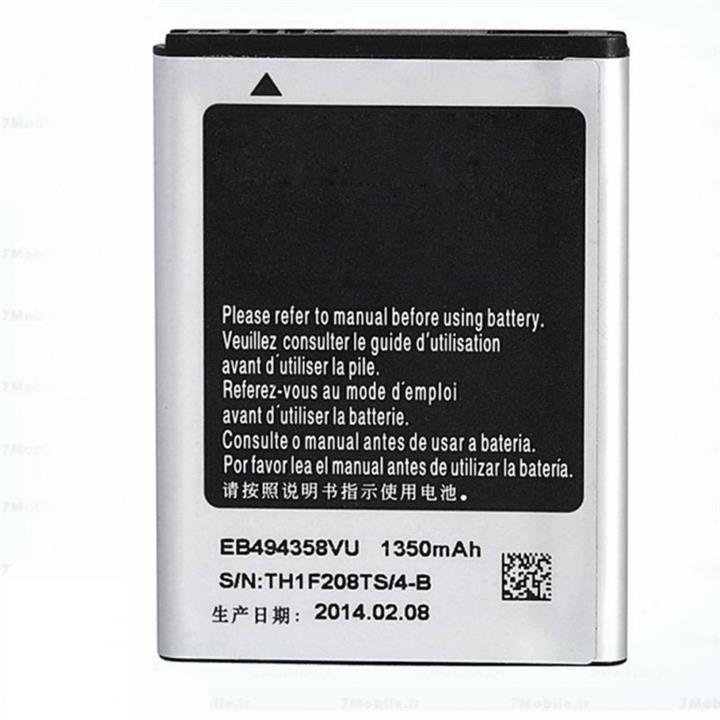 Please refer to manual before using battery.
Veuillez consulter le guide d'utilisation
avant d'utiliser la pile.
Referez-vous au mode d'emploi
avant d'utiliser la batterie.
Consulte o manual antes de usar a bateria.
Por favor lea el manual antes de utilizar la batería.
请按照说明书指示使用电池。
EB494358VU 1350mAh
S/N:TH1F208TS/4-B
生产日期: 2014.02.08
7Mobile.ir